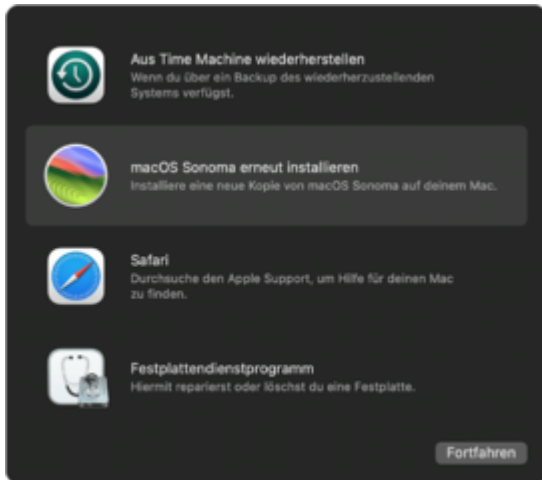 Aus Time Machine wiederherstellen
Wenn du über ein Backup des wiederherzustellenden
Systems verfügst.
macOS Sonoma erneut installieren
Installiere eine neue Kopie von macOS Sonoma auf deinem Mac.
Safari
Durchsuche den Apple Support, um Hilfe für deinen Mac
zu finden.
Festplattendienstprogramm
Hiermit reparierst oder löschst du eine Festplatte.
Fortfahren